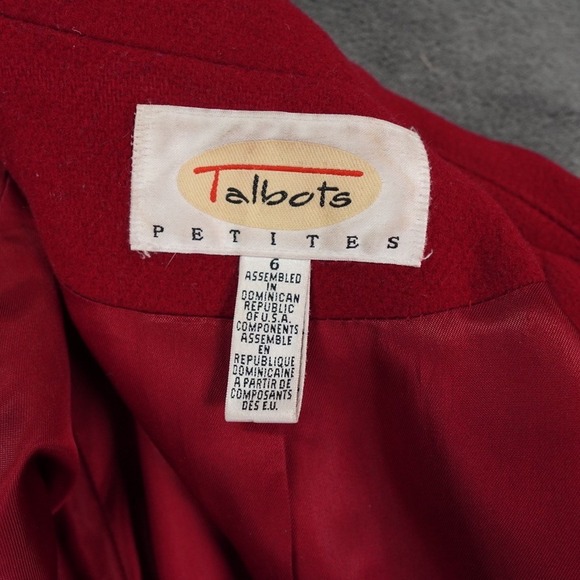 Talbots
PETITES
6
ASSEMBLED
IN
DOMINICAN
REPUBLIC
OF U.S.A.
COMPONENTS
ASSEMBLE
EN
REPUBLIQUE
DOMINICAINE
A PARTIR DE
COMPOSANTS
DES E.U.